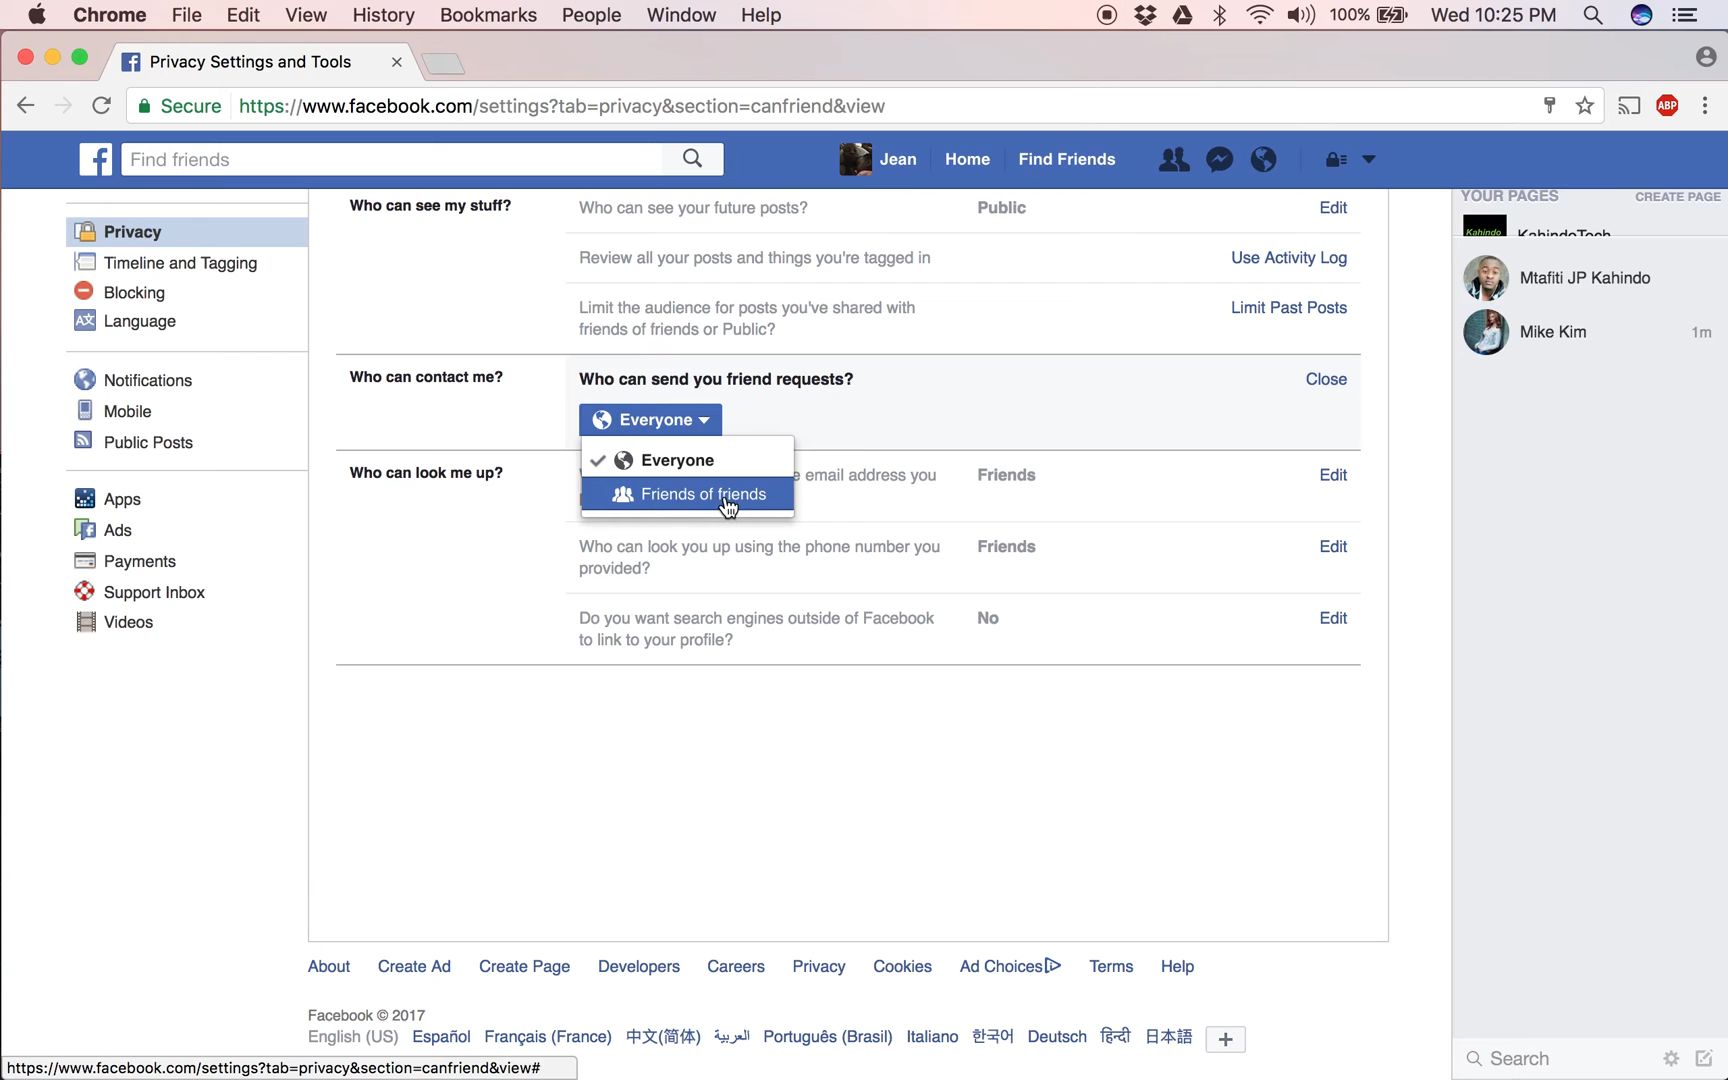 Chrome File Edit View History Bookmarks People Window Help 100% Wed 10:25 PM
Privacy Settings and Tools
Secure https://www.facebook.com/settings?tab=privacy&section=canfriend&view ABP
f Find friends Jean Home Find Friends
Privacy
Timeline and Tagging
Blocking
Language
Notifications
Mobile
Public Posts
Apps
Ads
Payments
Support Inbox
Videos
Who can see my stuff? Who can see your future posts? Public Edit
Review all your posts and things you're tagged in Use Activity Log
Limit the audience for posts you've shared with Limit Past Posts
friends of friends or Public?
Who can contact me? Who can send you friend requests? Close
Everyone
Everyone
Friends of friends
Who can look me up? e email address you Friends Edit
Who can look you up using the phone number you Friends Edit
provided?
Do you want search engines outside of Facebook No Edit
to link to your profile?
YOUR PAGES CREATE PAGE
Kahindo KahindoTech
Mtafiti JP Kahindo
Mike Kim 1m
About Create Ad Create Page Developers Careers Privacy Cookies Ad Choices Terms Help
Facebook © 2017
English (US) Español Français (France) 中文(简体) العربية Português (Brasil) Italiano 한국어 Deutsch हिन्दी 日本語 +
Search
https://www.facebook.com/settings?tab=privacy&section=canfriend&view#